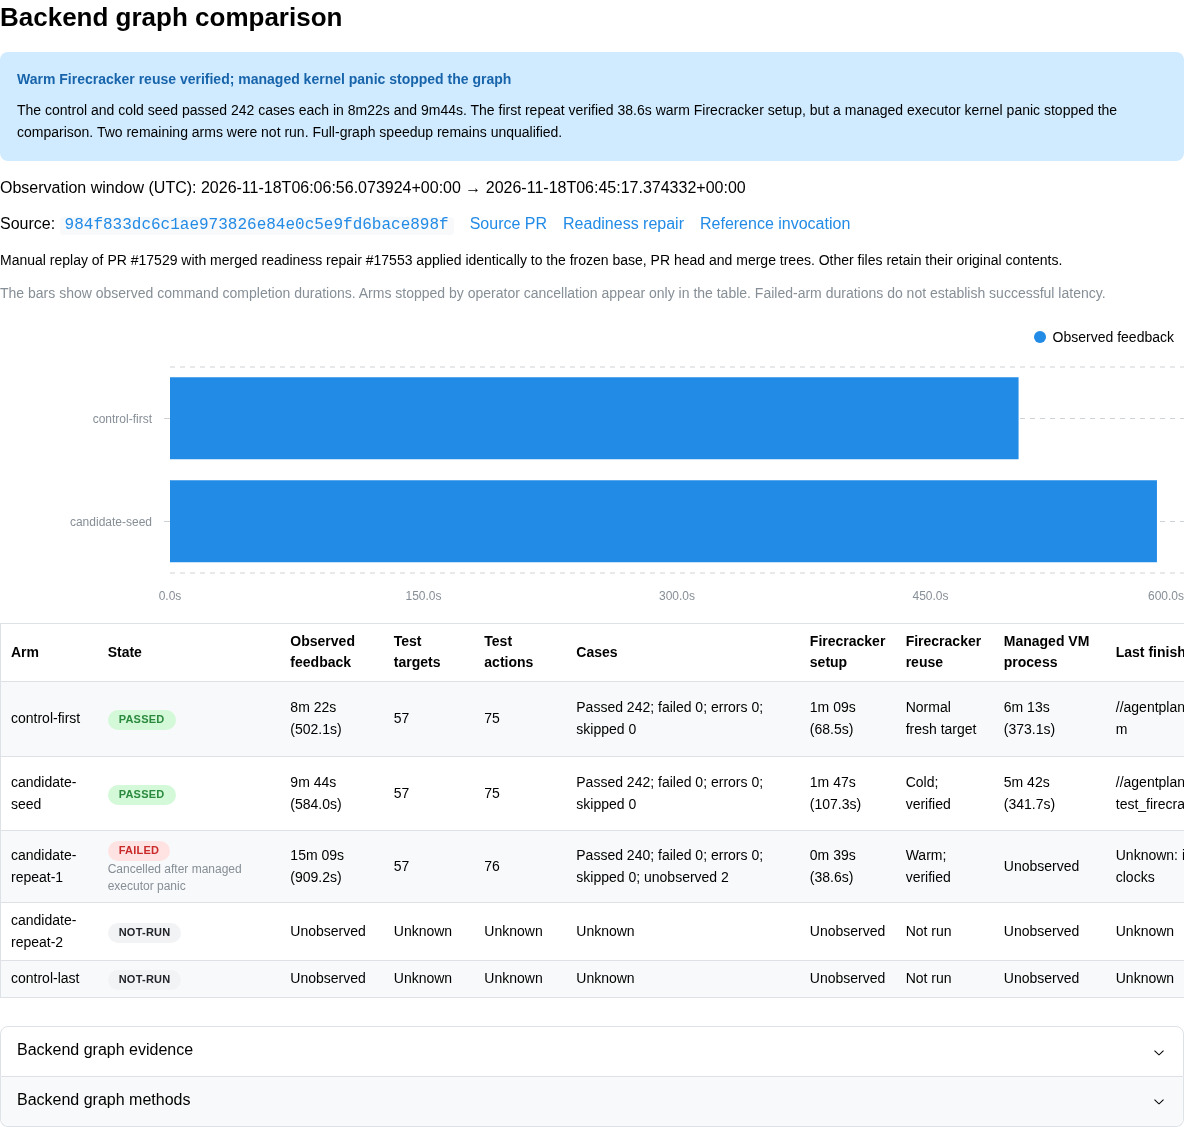 Backend graph comparison
Warm Firecracker reuse verified; managed kernel panic stopped the graph
The control and cold seed passed 242 cases each in 8m22s and 9m44s. The first repeat verified 38.6s warm Firecracker setup, but a managed executor kernel panic stopped the
comparison. Two remaining arms were not run. Full-graph speedup remains unqualified.
Observation window (UTC): 2026-11-18T06:06:56.073924+00:00 → 2026-11-18T06:45:17.374332+00:00
Source: 984f833dc6c1ae973826e84e0c5e9fd6bace898f Source PR Readiness repair Reference invocation
Manual replay of PR #17529 with merged readiness repair #17553 applied identically to the frozen base, PR head and merge trees. Other files retain their original contents.
The bars show observed command completion durations. Arms stopped by operator cancellation appear only in the table. Failed-arm durations do not establish successful latency.
Observed feedback
control-first
candidate-seed
0.0s 150.0s 300.0s 450.0s 600.0s
Arm State Observed feedback Test targets Test actions Cases Firecracker setup Firecracker reuse Managed VM process Last finish
control-first PASSED 8m 22s (502.1s) 57 75 Passed 242; failed 0; errors 0; skipped 0 1m 09s (68.5s) Normal fresh target 6m 13s (373.1s) //agentplan m
candidate-seed PASSED 9m 44s (584.0s) 57 75 Passed 242; failed 0; errors 0; skipped 0 1m 47s (107.3s) Cold; verified 5m 42s (341.7s) //agentplan test_firecra
candidate-repeat-1 FAILED Cancelled after managed executor panic 15m 09s (909.2s) 57 76 Passed 240; failed 0; errors 0; skipped 0; unobserved 2 0m 39s (38.6s) Warm; verified Unobserved Unknown: i clocks
candidate-repeat-2 NOT-RUN Unobserved Unknown Unknown Unknown Unobserved Not run Unobserved Unknown
control-last NOT-RUN Unobserved Unknown Unknown Unknown Unobserved Not run Unobserved Unknown
Backend graph evidence
Backend graph methods